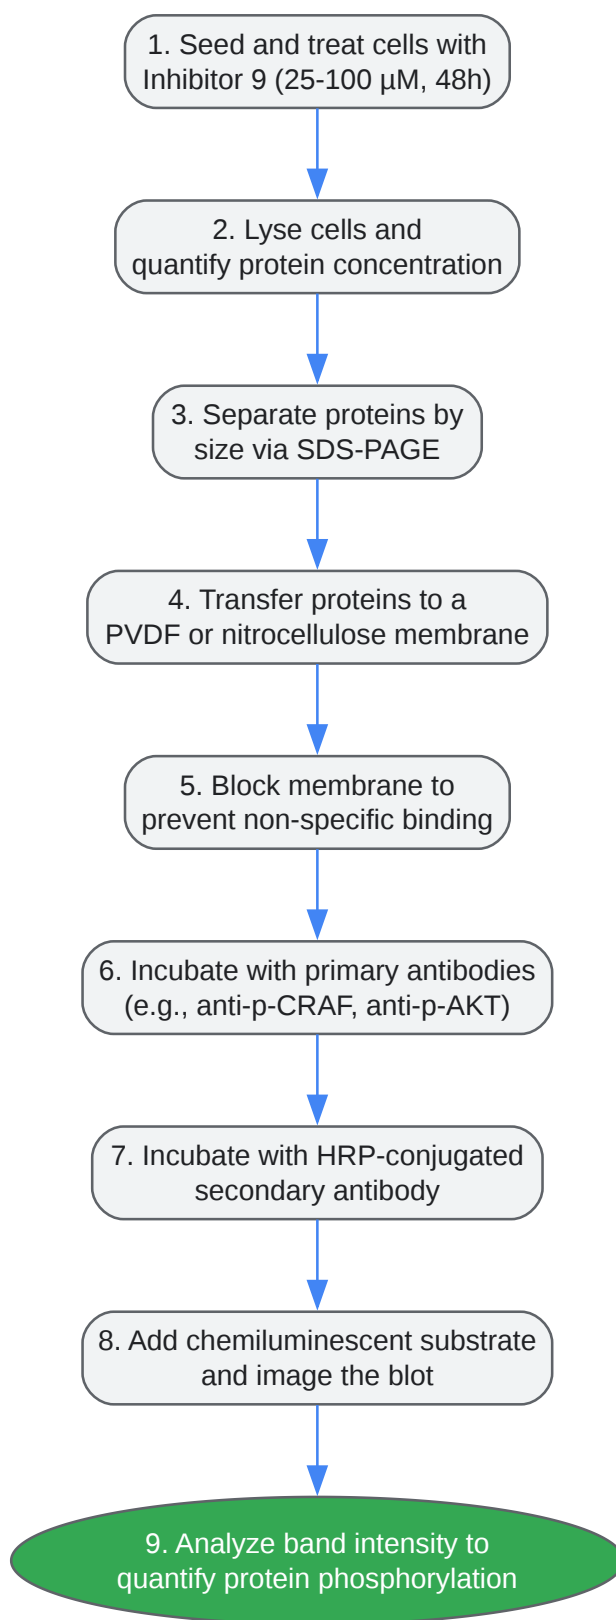 1. Seed and treat cells with
Inhibitor 9 (25-100 µM, 48h)
2. Lyse cells and
quantify protein concentration
3. Separate proteins by
size via SDS-PAGE
4. Transfer proteins to a
PVDF or nitrocellulose membrane
5. Block membrane to
prevent non-specific binding
6. Incubate with primary antibodies
(e.g., anti-p-CRAF, anti-p-AKT)
7. Incubate with HRP-conjugated
secondary antibody
8. Add chemiluminescent substrate
and image the blot
9. Analyze band intensity to
quantify protein phosphorylation